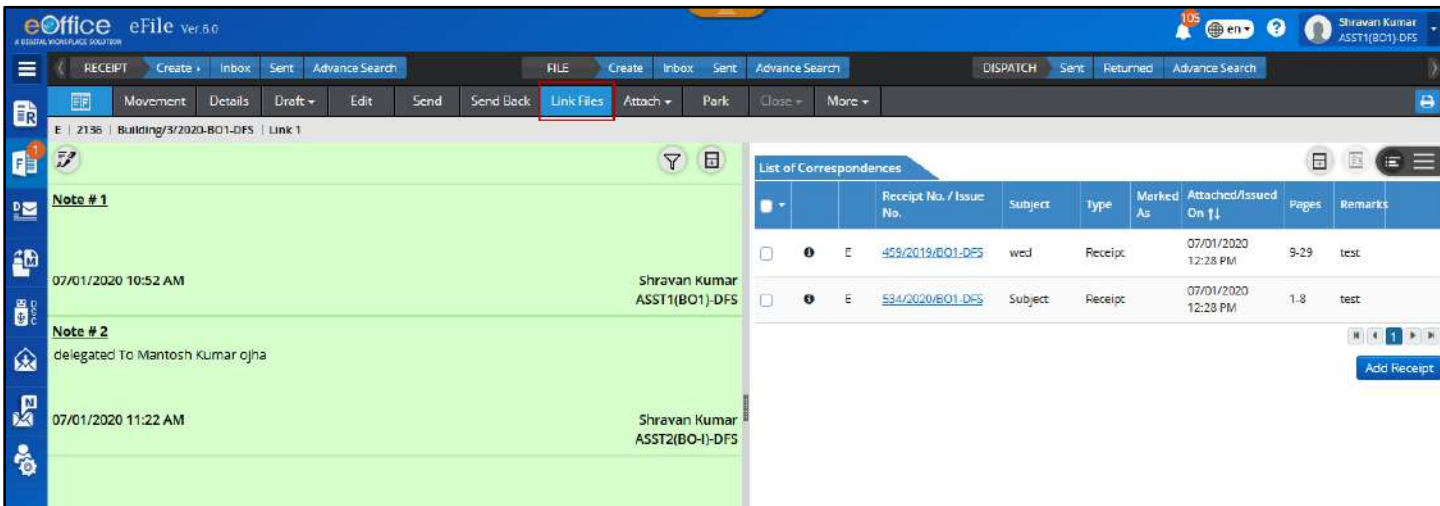 eOffice eFile Ver.6.0
A DIGITAL WORKPLACE SOLUTION
105 en ? Shravan Kumar
ASST1(BO1)-DFS
RECEIPT Create Inbox Sent Advance Search FILE Create Inbox Sent Advance Search DISPATCH Sent Returned Advance Search
Movement Details Draft Edit Send Send Back Link Files Attach Park Close More
E | 2136 | Building/3/2020-BO1-DFS | Link 1
1
Note # 1
07/01/2020 10:52 AM
Shravan Kumar
ASST1(BO1)-DFS
Note # 2
delegated To Mantosh Kumar ojha
07/01/2020 11:22 AM
Shravan Kumar
ASST2(BO-I)-DFS
List of Correspondences
Receipt No. / Issue No. Subject Type Marked As Attached/Issued On Pages Remarks
E 459/2019/BO1-DFS wed Receipt 07/01/2020 12:28 PM 9-29 test
E 534/2020/BO1-DFS Subject Receipt 07/01/2020 12:28 PM 1-8 test
1
Add Receipt